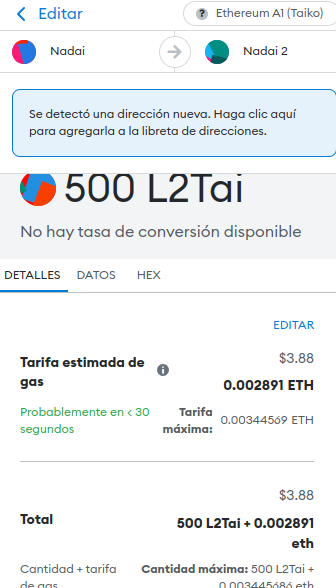 Editar
Ethereum A1 (Taiko)
Nadai
Nadai 2
Se detectó una dirección nueva. Haga clic aquí
para agregarla a la libreta de direcciones.
500 L2Tai
No hay tasa de conversión disponible
DETALLES DATOS HEX
EDITAR
Tarifa estimada de
gas
$3.88
0.002891 ETH
Probablemente en < 30
segundos
Tarifa
máxima:
0.00344569 ETH
$3.88
Total
500 L2Tai + 0.002891
eth
Cantidad + tarifa
de gas
Cantidad máxima: 500 L2Tai +
0.003445686 eth